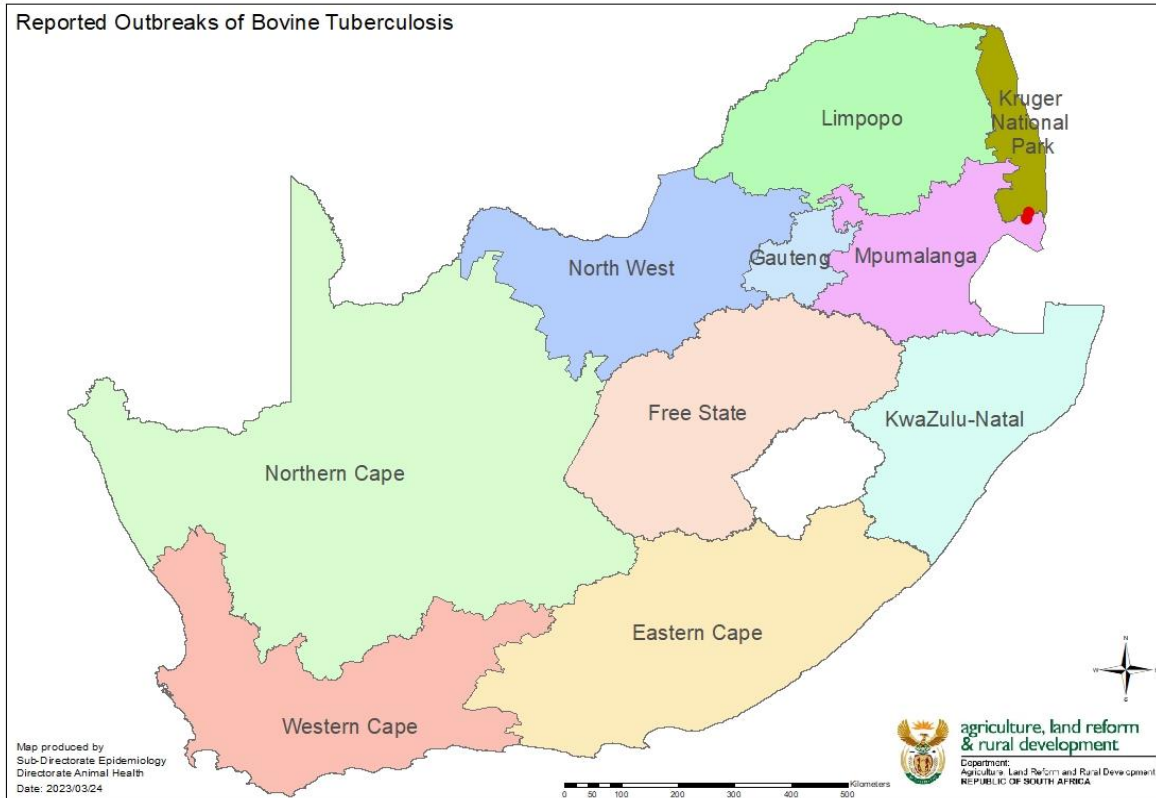 Reported Outbreaks of Bovine Tuberculosis
Limpopo
Kruger
National
Park
North West
Gauteng
Mpumalanga
Free State
KwaZulu-Natal
Northern Cape
Eastern Cape
Western Cape
N
W
E
S
Map produced by
Sub-Directorate Epidemiology
Directorate Animal Health
Date: 2023/03/24
Kilometers
0 50 100 200 300 400 500
agriculture, land reform
& rural development
Department:
Agriculture, Land Reform and Rural Development
REPUBLIC OF SOUTH AFRICA